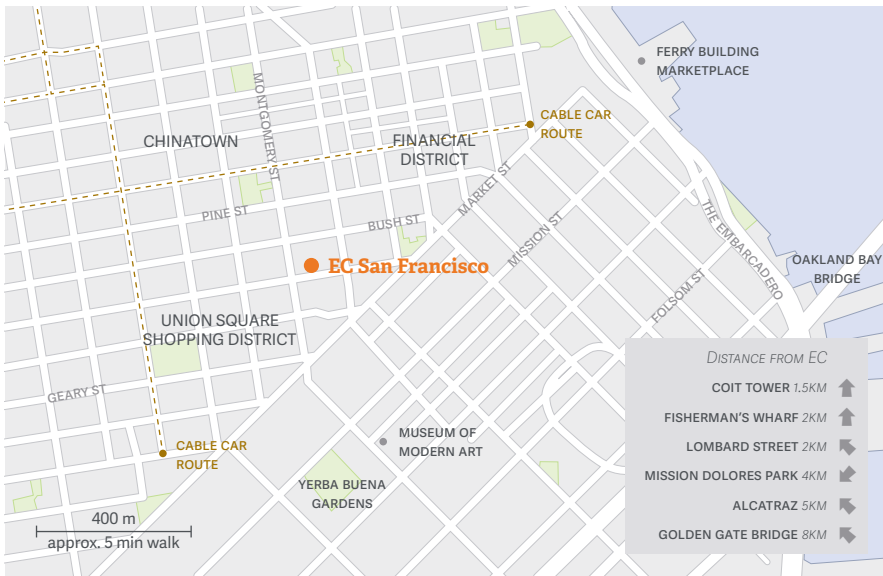 FERRY BUILDING
MARKETPLACE
MONTGOMERY ST
CABLE CAR
ROUTE
CHINATOWN
FINANCIAL
DISTRICT
MARKET ST
PINE ST
BUSH ST
MISSION ST
THE EMBARCADERO
EC San Francisco
OAKLAND BAY
BRIDGE
FOLSOM ST
UNION SQUARE
SHOPPING DISTRICT
GEARY ST
CABLE CAR
ROUTE
MUSEUM OF
MODERN ART
YERBA BUENA
GARDENS
400 m
approx. 5 min walk
DISTANCE FROM EC
COIT TOWER 1.5KM
FISHERMAN'S WHARF 2KM
LOMBARD STREET 2KM
MISSION DOLORES PARK 4KM
ALCATRAZ 5KM
GOLDEN GATE BRIDGE 8KM